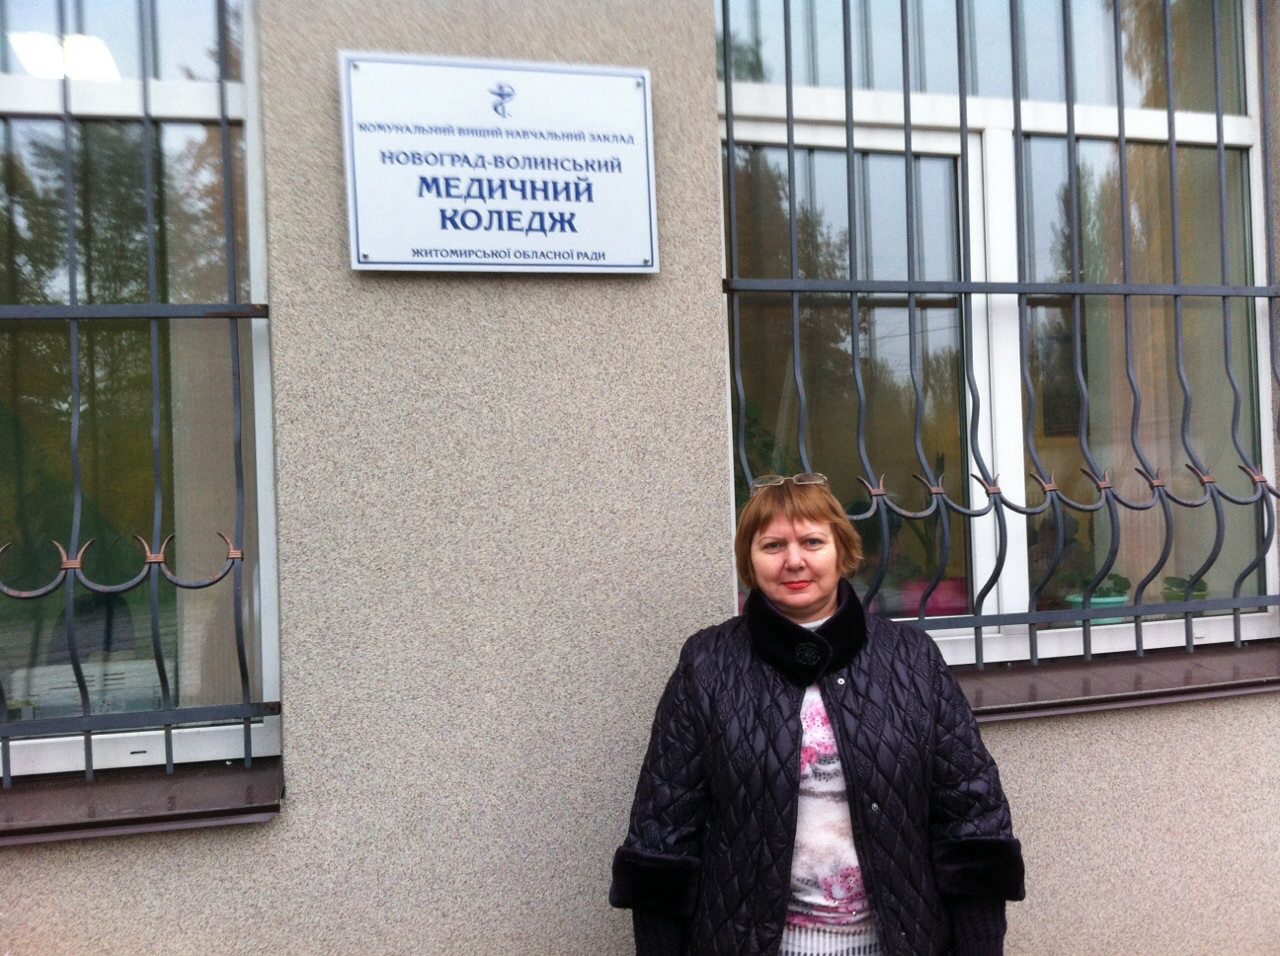 КОМУНАЛЬНИЙ ВИЩИЙ НАВЧАЛЬНИЙ ЗАКЛАД
НОВОГРАД-ВОЛИНСЬКИЙ
МЕДИЧНИЙ
КОЛЕДЖ
ЖИТОМИРСЬКОЇ ОБЛАСНОЇ РАДИ